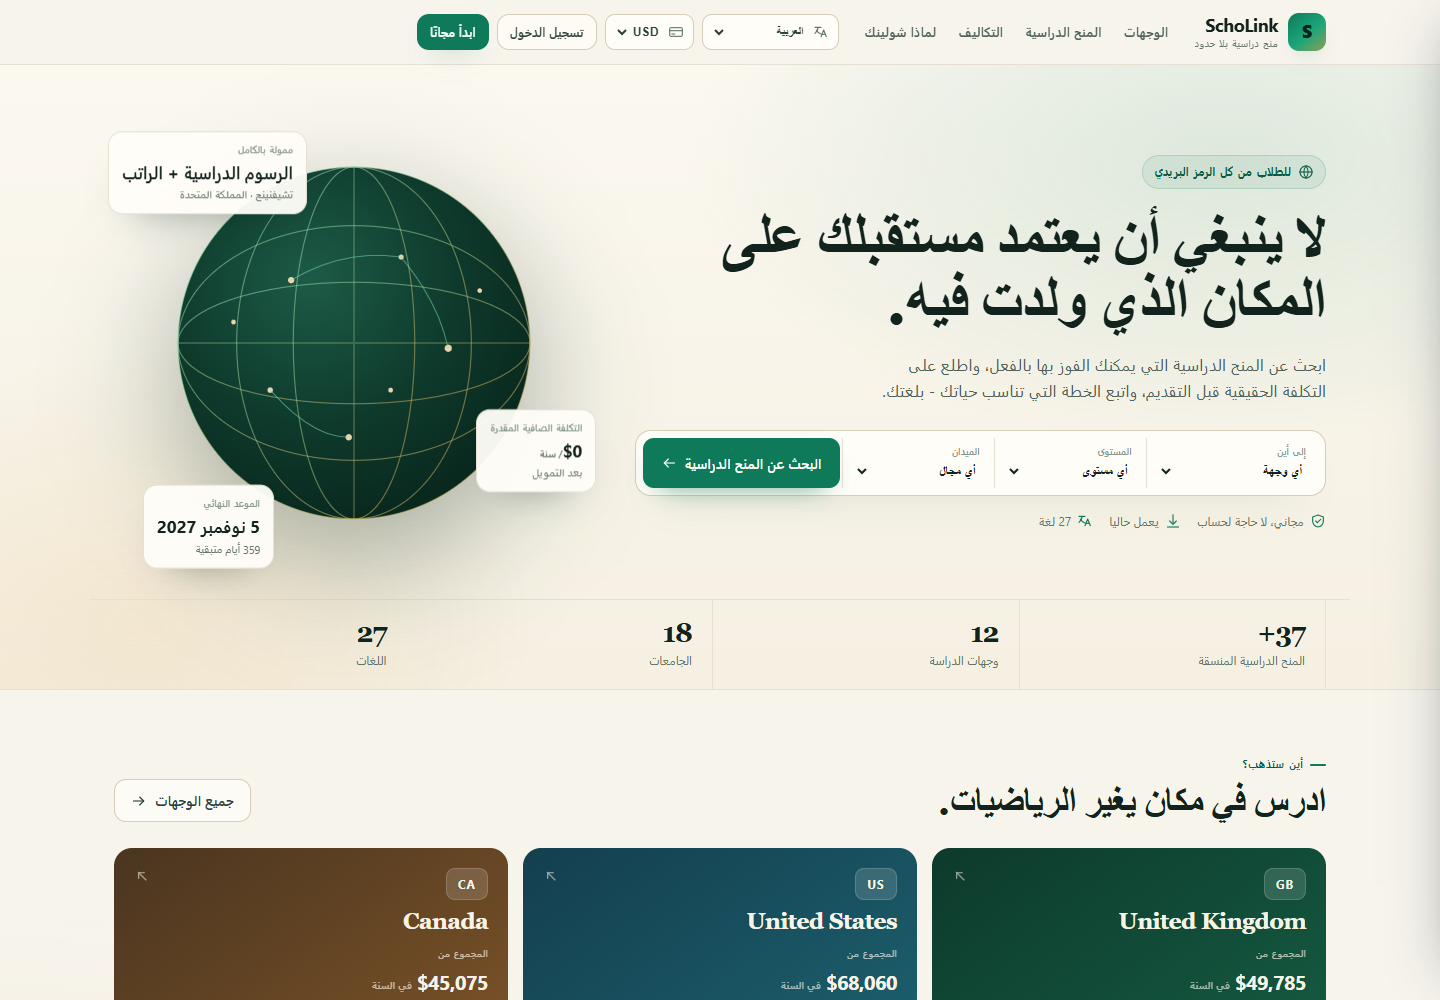 S
SchoLink
منح دراسية بلا حدود
الوجهات
المنح الدراسية
التكاليف
لماذا شولينك
العربية
USD
تسجيل الدخول
ابدأ مجانًا
للطلاب من كل الرمز البريدي
لا ينبغي أن يعتمد مستقبلك على
المكان الذي ولدت فيه.
ابحث عن المنح الدراسية التي يمكنك الفوز بها بالفعل، واطلع على
التكلفة الحقيقية قبل التقديم، واتبع الخطة التي تناسب حياتك - بلغتك.
إلى أين
أي وجهة
المستوى
أي مستوى
الميدان
أي مجال
البحث عن المنح الدراسية ←
مجاني، لا حاجة لحساب
يعمل حاليا
27 لغة
ممولة بالكامل
الرسوم الدراسية + الراتب
تشيفنينج · المملكة المتحدة
التكلفة الصافية المقدرة
$0/ سنة
بعد التمويل
الموعد النهائي
5 نوفمبر 2027
359 أيام متبقية
37+
المنح الدراسية المنسقة
12
وجهات الدراسة
18
الجامعات
27
اللغات
أين ستذهب؟
ادرس في مكان يغير الرياضيات.
جميع الوجهات →
GB
United Kingdom
المجموع من
$49,785 في السنة
US
United States
المجموع من
$68,060 في السنة
CA
Canada
المجموع من
$45,075 في السنة